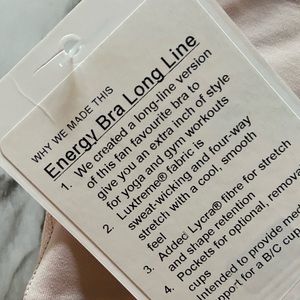 WHY WE MADE THIS
Energy Bra Long Line
1. We created a long-line version
of this fan favourite bra to
give you an extra inch of style
for yoga and gym workouts
2. Luxtreme® fabric is
sweat-wicking and four-way
stretch with a cool, smooth
feel
3. Added Lycra® fibre for stretch
and shape retention
4. Pockets for optional, remov
cups
ntended to provide med
pport for a B/C cup